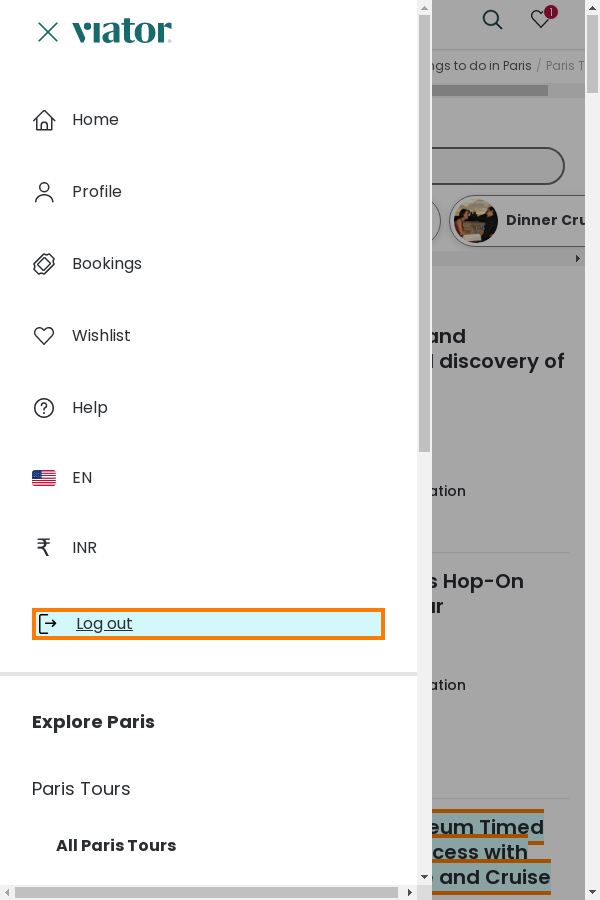 viator
1
Home
ngs to do in Paris / Paris T
Profile
Dinner Cru
Bookings
Wishlist
and
discovery of
Help
EN
ation
₹ INR
s Hop-On
ur
Log out
ation
Explore Paris
Paris Tours
eum Timed
All Paris Tours
cess with
and Cruise